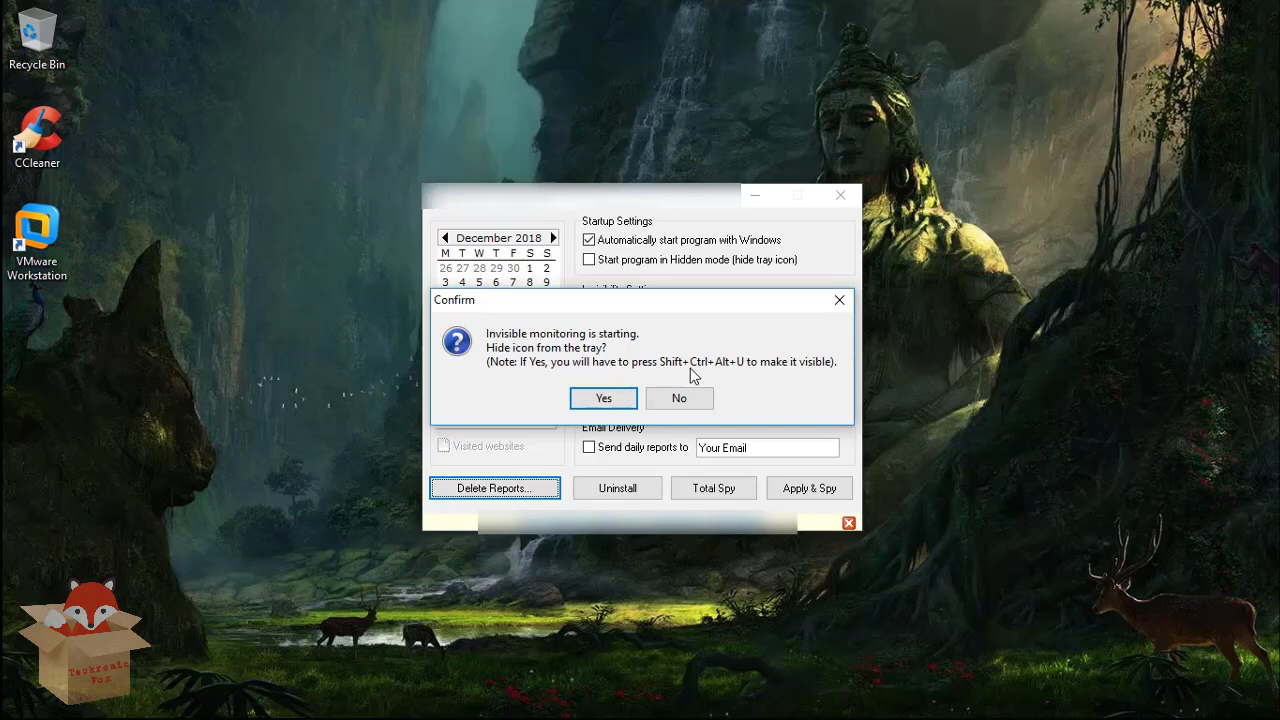 Recycle Bin
CCleaner
VMware
Workstation
December 2018
M T W T F S S
26 27 28 29 30 1 2
3 4 5 6 7 8 9
Startup Settings
Automatically start program with Windows
Start program in Hidden mode (hide tray icon)
Confirm
Invisible monitoring is starting.
Hide icon from the tray?
(Note: If Yes, you will have to press Shift+Ctrl+Alt+U to make it visible).
Yes No
Visited websites
Email Delivery
Send daily reports to Your Email
Delete Reports... Uninstall Total Spy Apply & Spy
Techronic
Fox